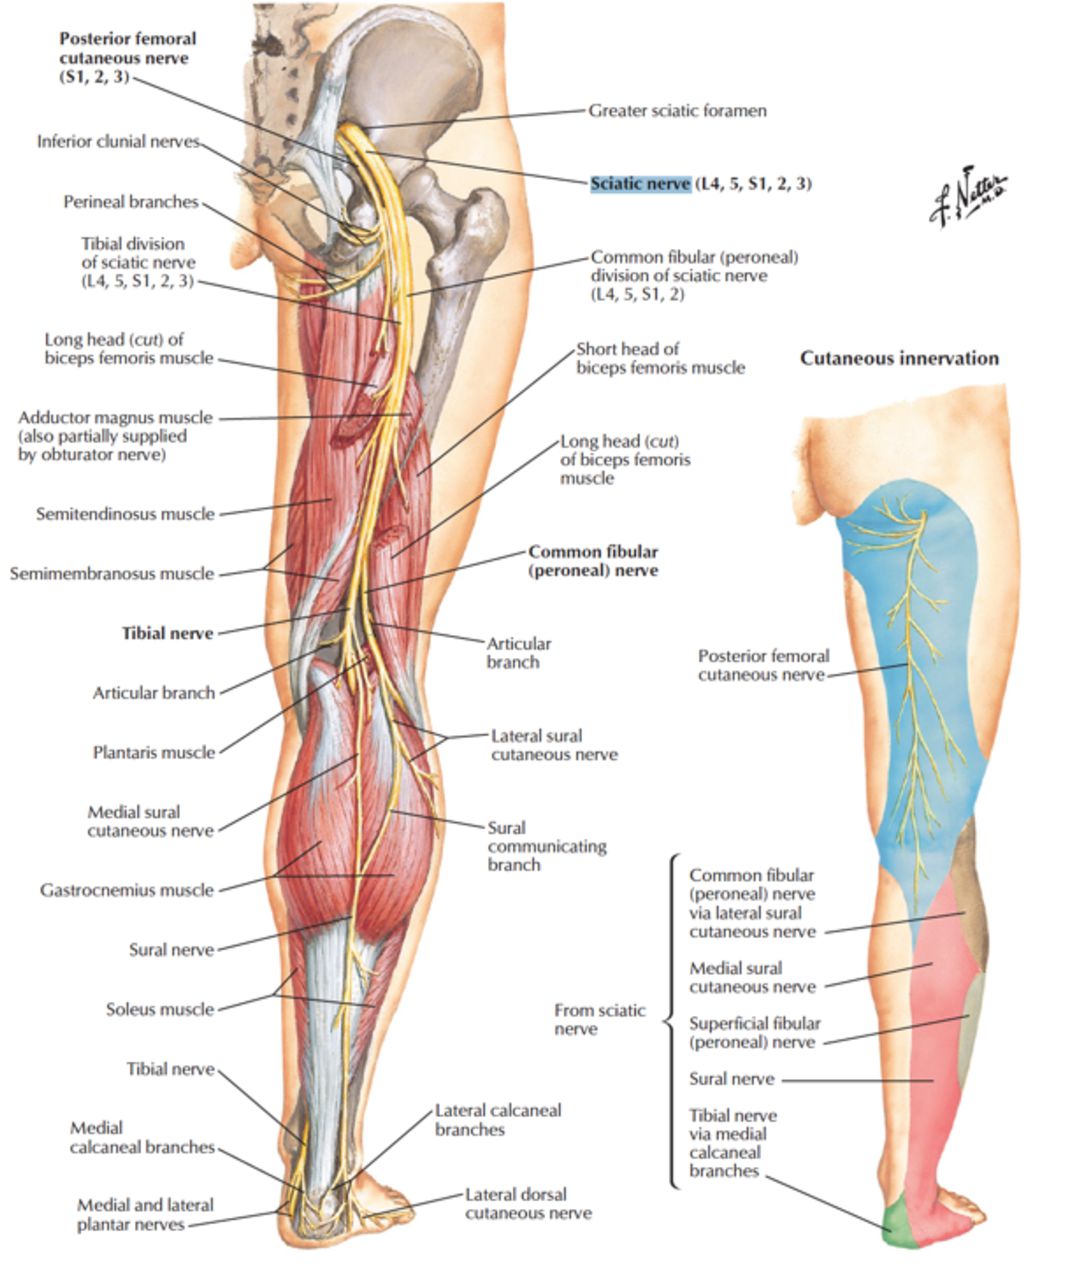 Posterior femoral
cutaneous nerve
(S1, 2, 3)
Inferior clunial nerves
Perineal branches
Tibial division
of sciatic nerve
(L4, 5, S1, 2, 3)
Long head (cut) of
biceps femoris muscle
Adductor magnus muscle
(also partially supplied
by obturator nerve)
Semitendinosus muscle
Semimembranosus muscle
Tibial nerve
Articular branch
Plantaris muscle
Medial sural
cutaneous nerve
Gastrocnemius muscle
Sural nerve
Soleus muscle
Tibial nerve
Medial
calcaneal branches
Medial and lateral
plantar nerves
Greater sciatic foramen
Sciatic nerve (L4, 5, S1, 2, 3)
Common fibular (peroneal)
division of sciatic nerve
(L4, 5, S1, 2)
Short head of
biceps femoris muscle
Long head (cut)
of biceps femoris
muscle
Common fibular
(peroneal) nerve
Articular
branch
Lateral sural
cutaneous nerve
Sural
communicating
branch
Lateral calcaneal
branches
Lateral dorsal
cutaneous nerve
F. Netter
M.D.
Cutaneous innervation
Posterior femoral
cutaneous nerve
From sciatic
nerve
Common fibular
(peroneal) nerve
via lateral sural
cutaneous nerve
Medial sural
cutaneous nerve
Superficial fibular
(peroneal) nerve
Sural nerve
Tibial nerve
via medial
calcaneal
branches